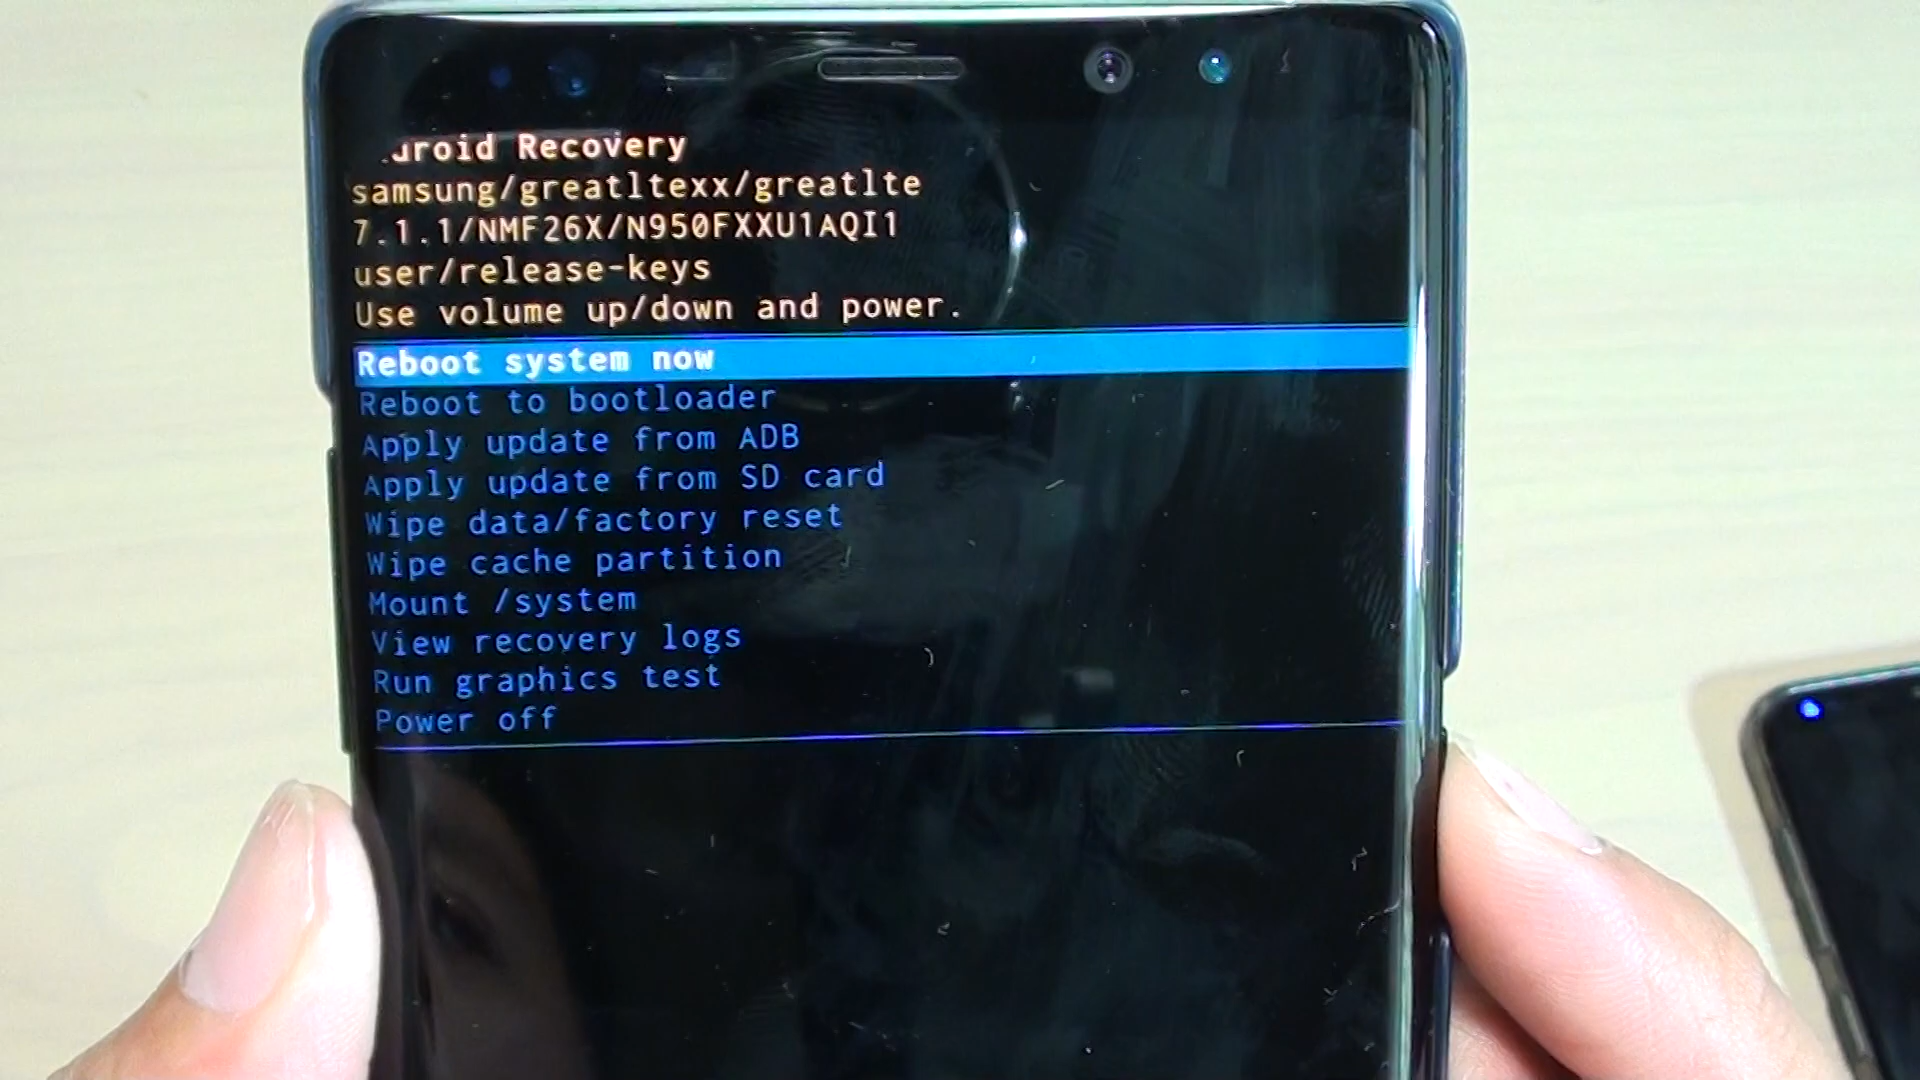 Android Recovery
samsung/greatltexx/greatlte
7.1.1/NMF26X/N950FXXU1AQI1
user/release-keys
Use volume up/down and power.
Reboot system now
Reboot to bootloader
Apply update from ADB
Apply update from SD card
Wipe data/factory reset
Wipe cache partition
Mount /system
View recovery logs
Run graphics test
Power off